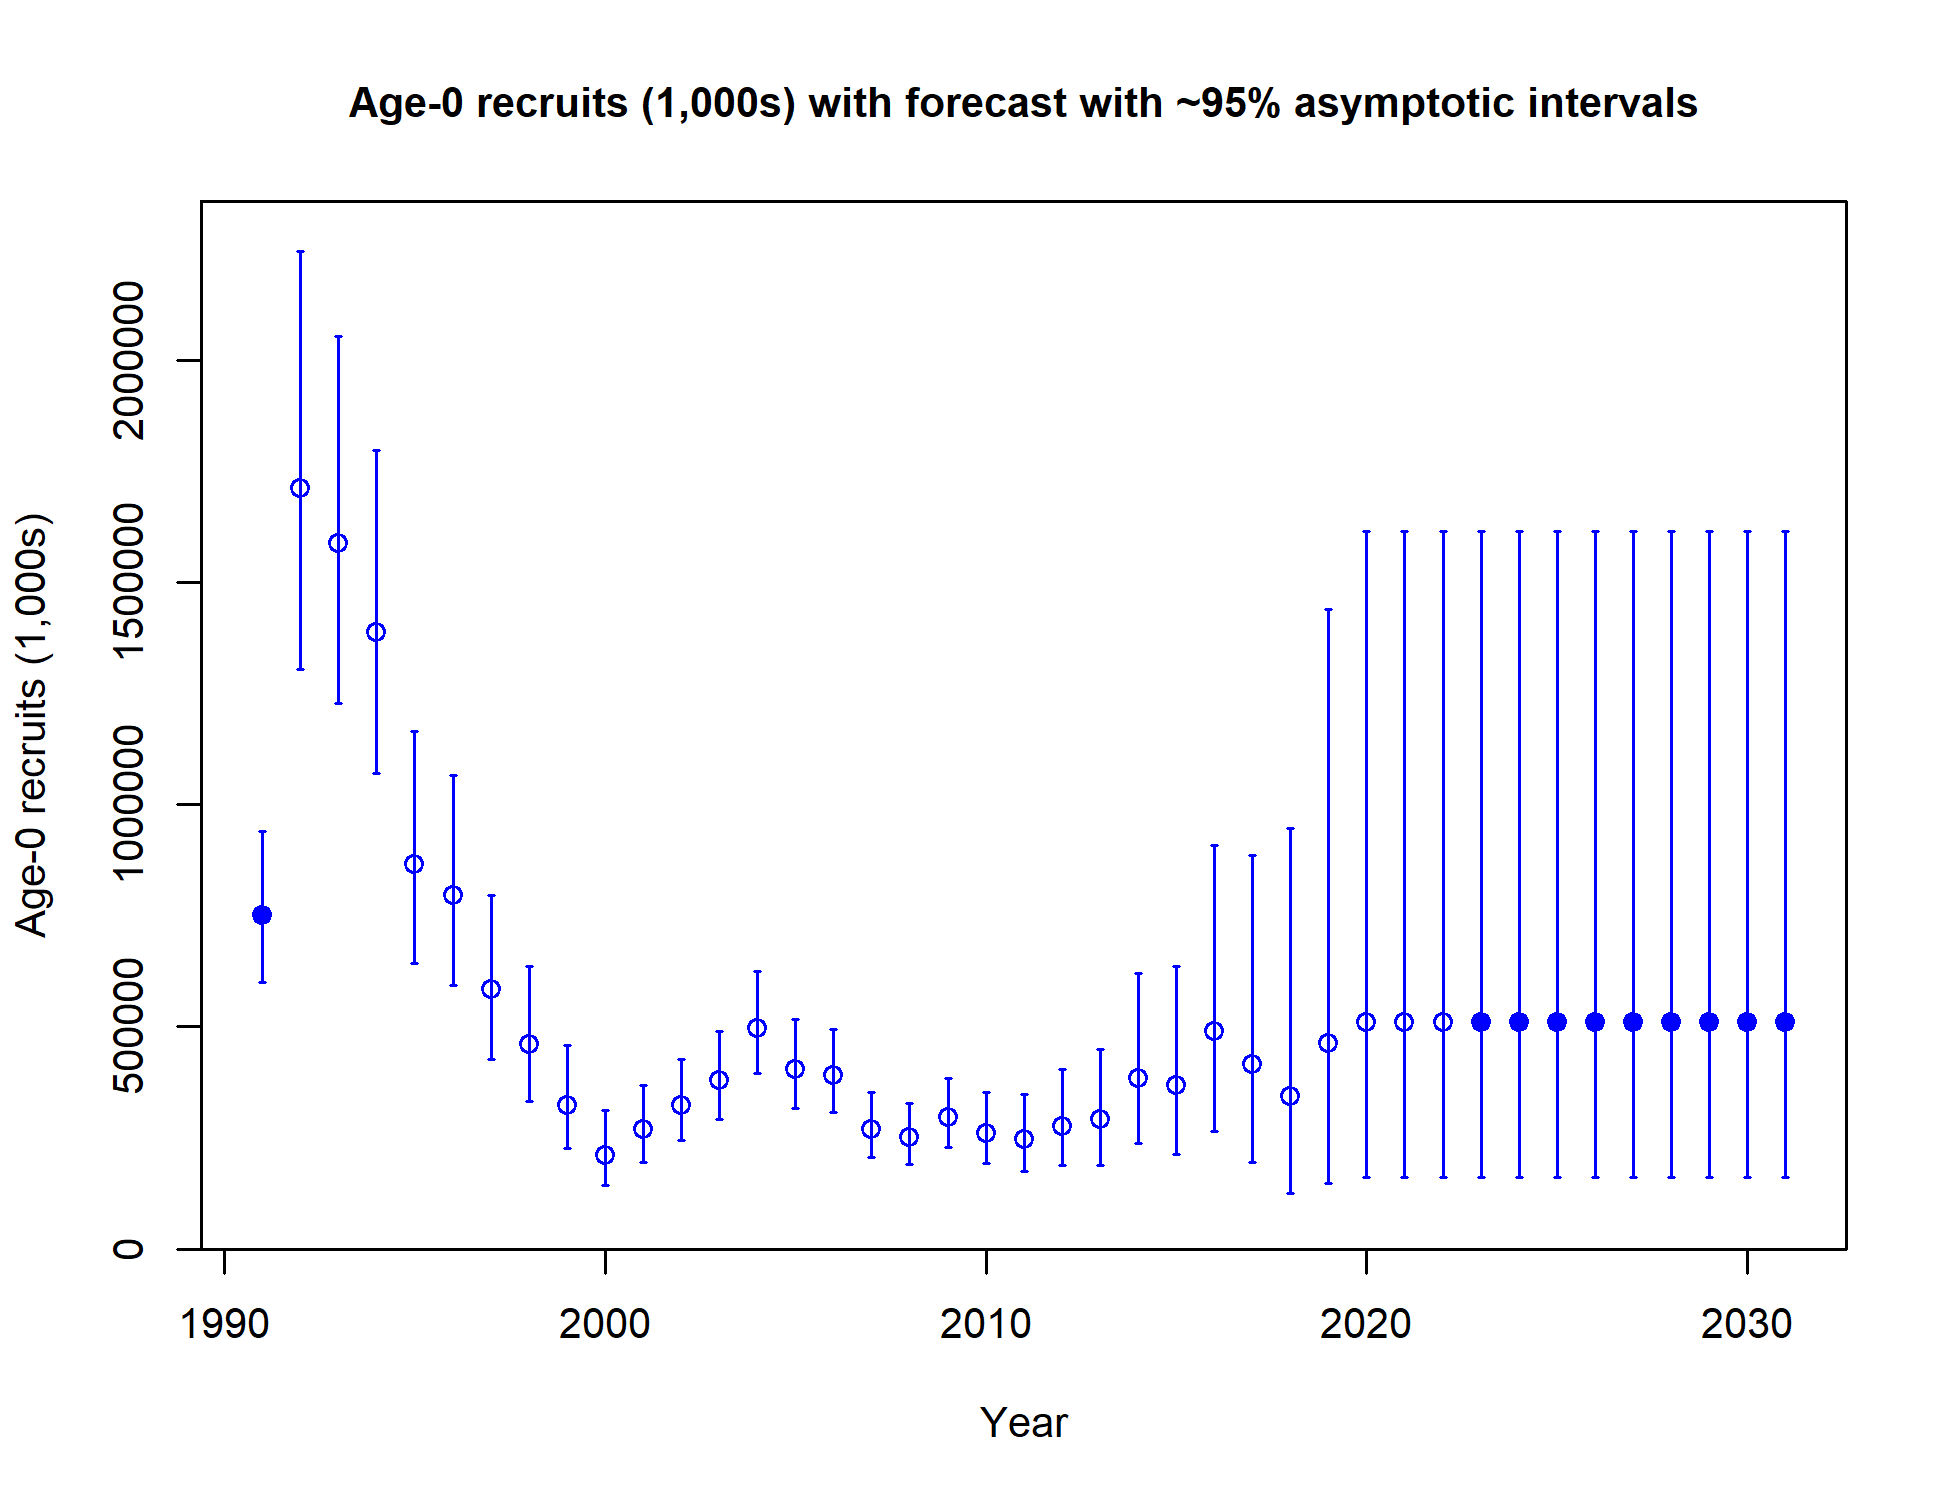 Age-0 recruits (1,000s) with forecast with ~95% asymptotic intervals
Age-0 recruits (1,000s)
2000000
1500000
1000000
500000
0
1990 2000 2010 2020 2030
Year